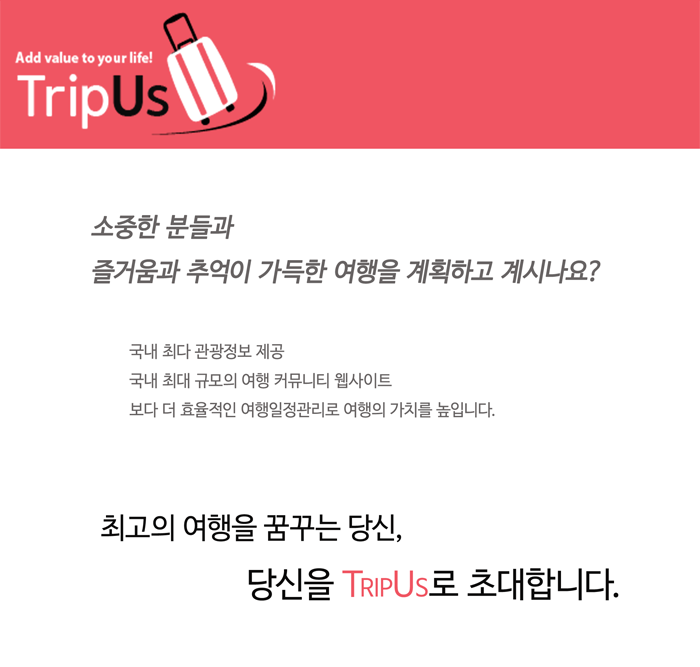 Add value to your life!
TripUs
소중한 분들과
즐거움과 추억이 가득한 여행을 계획하고 계시나요?
국내 최다 관광정보 제공
국내 최대 규모의 여행 커뮤니티 웹사이트
보다 더 효율적인 여행일정관리로 여행의 가치를 높입니다.
최고의 여행을 꿈꾸는 당신,
당신을 TRIPUS로 초대합니다.